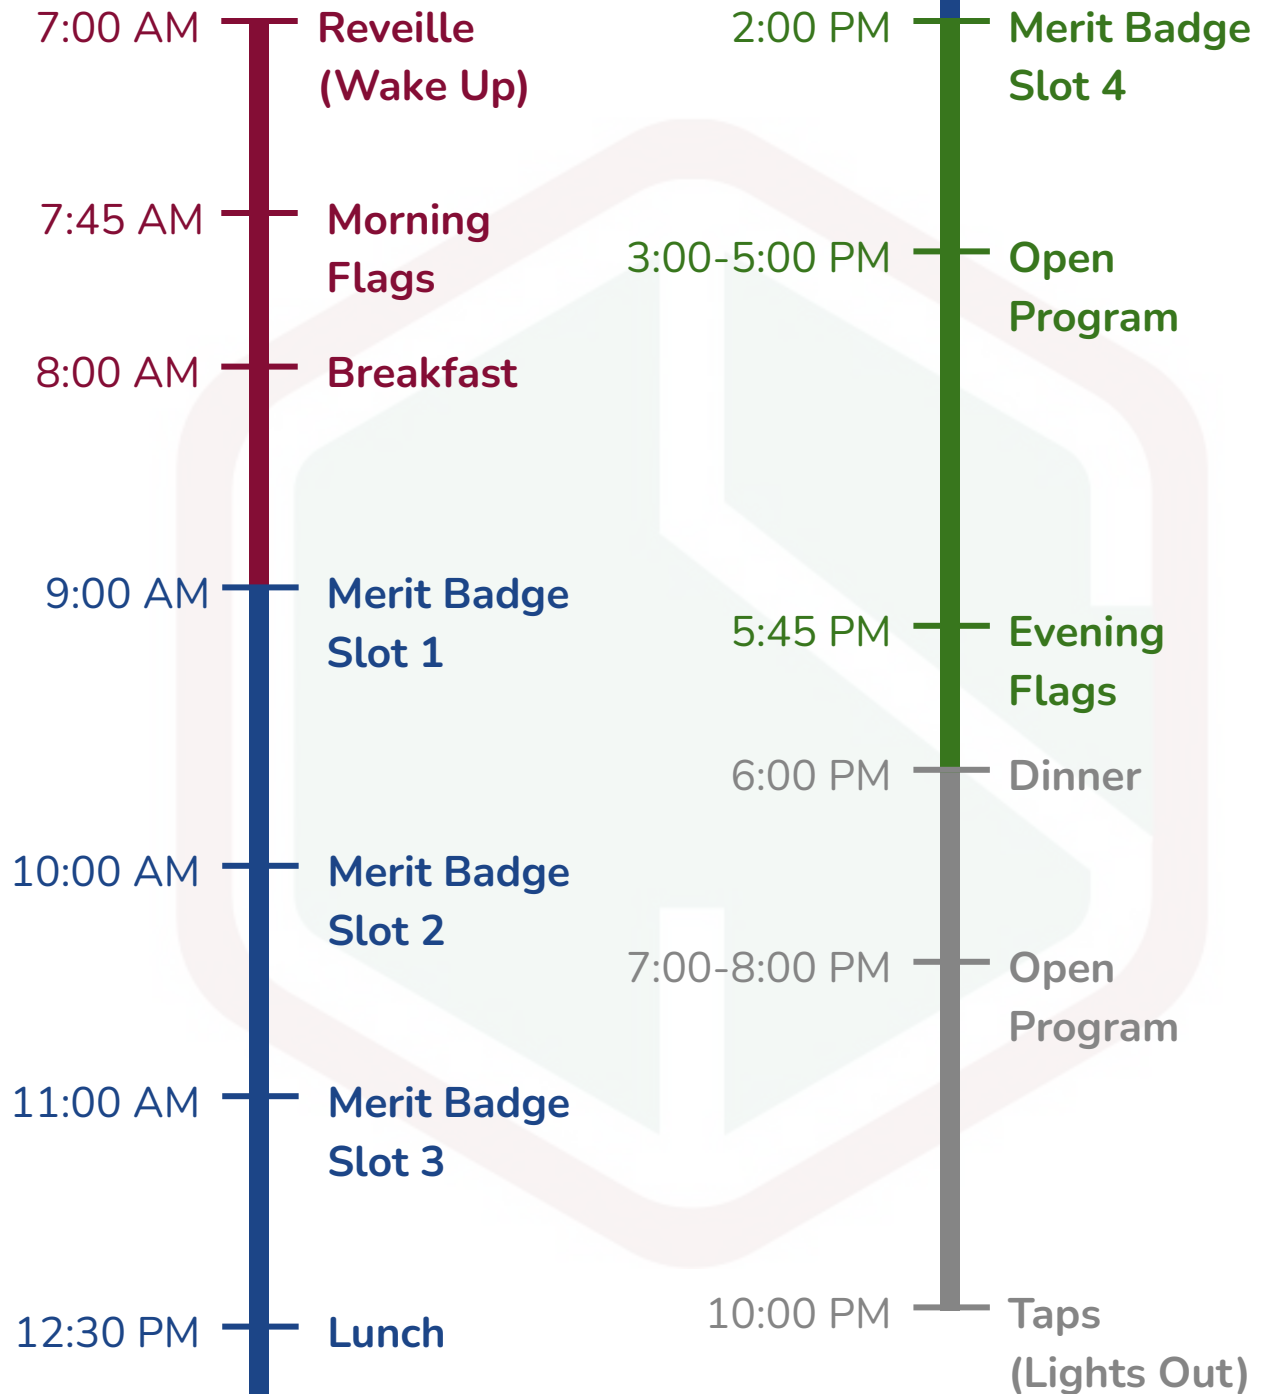 7:00 AM Reveille
(Wake Up)
7:45 AM Morning
Flags
8:00 AM Breakfast
9:00 AM Merit Badge
Slot 1
10:00 AM Merit Badge
Slot 2
11:00 AM Merit Badge
Slot 3
12:30 PM Lunch
2:00 PM Merit Badge
Slot 4
3:00-5:00 PM Open
Program
5:45 PM Evening
Flags
6:00 PM Dinner
7:00-8:00 PM Open
Program
10:00 PM Taps
(Lights Out)